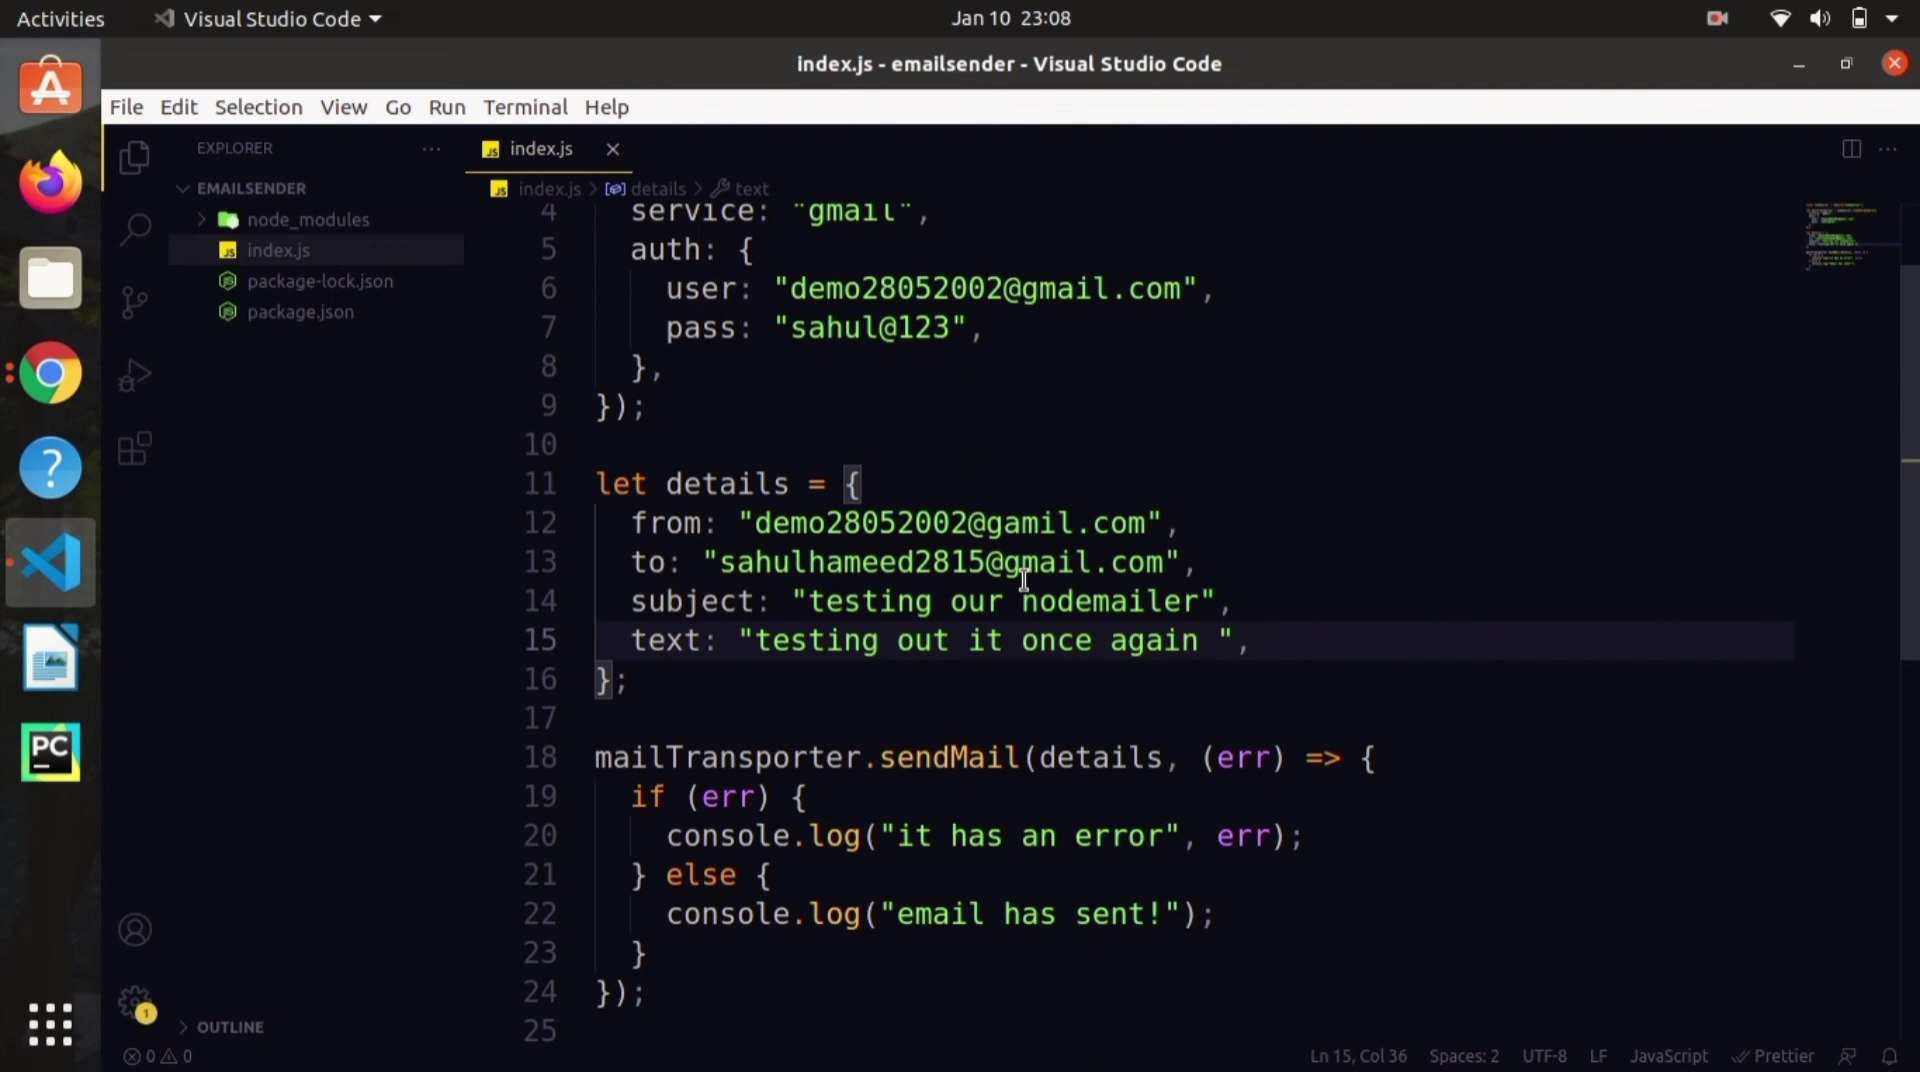 Activities
Visual Studio Code
Jan 10 23:08
index.js - emailsender - Visual Studio Code
File Edit Selection View Go Run Terminal Help
EXPLORER
index.js
EMAILSENDER
index.js > details > text
node_modules
index.js
package-lock.json
package.json
4 service: "gmail",
5 auth: {
6 user: "demo28052002@gmail.com",
7 pass: "sahul@123",
8 },
9 });
10
11 let details = {
12 from: "demo28052002@gamil.com",
13 to: "sahulhameed2815@gmail.com",
14 subject: "testing our nodemailer",
15 text: "testing out it once again ",
16 };
17
18 mailTransporter.sendMail(details, (err) => {
19 if (err) {
20 console.log("it has an error", err);
21 } else {
22 console.log("email has sent!");
23 }
24 });
25
PC
1
OUTLINE
0 0
Ln 15, Col 36 Spaces: 2 UTF-8 LF JavaScript Prettier